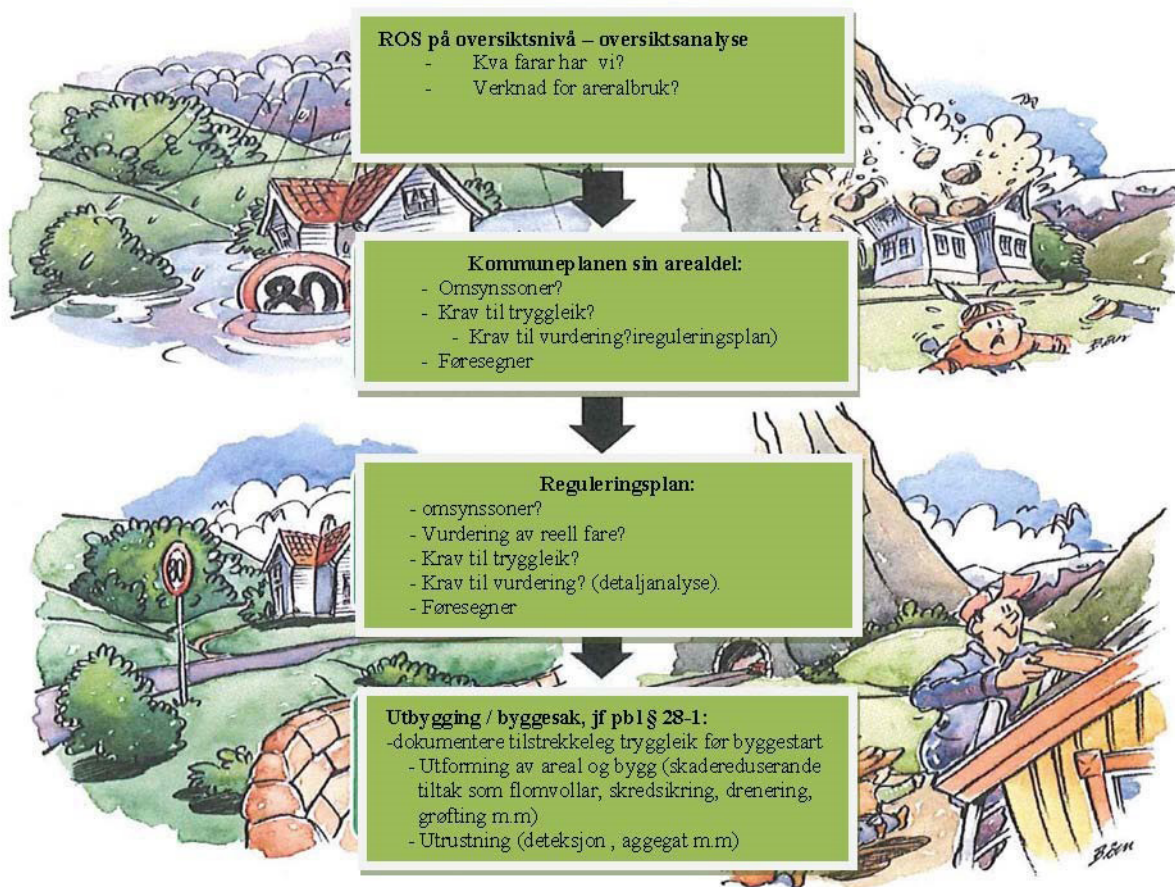 ROS på oversiktsnivå – oversiktsanalyse
- Kva farar har vi?
- Verknad for areralbruk?
Kommuneplanen sin arealdel:
- Omsynssoner?
- Krav til tryggleik?
- Krav til vurdering?ireguleringsplan)
- Føresegner
80
B.Øen
Reguleringsplan:
- omsynssoner?
- Vurdering av reell fare?
- Krav til tryggleik?
- Krav til vurdering? (detaljanalyse).
- Føresegner
80
Utbygging / byggesak, jf pbl § 28-1:
-dokumentere tilstrekkeleg tryggleik før byggestart
- Utforming av areal og bygg (skadereduserande
tiltak som flomvollar, skredsikring, drenering,
grøfting m.m)
- Utrustning (deteksjon , aggegat m.m)
B.Øen